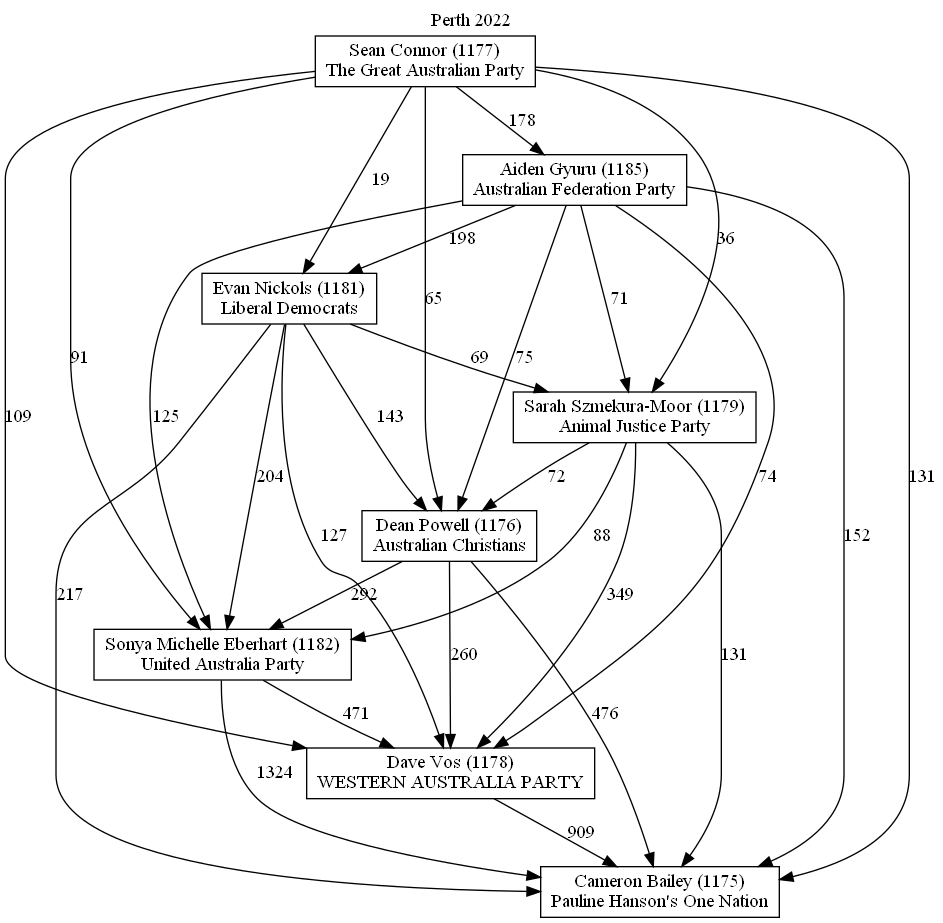 Perth 2022
Sean Connor (1177)
The Great Australian Party
178
Aiden Gyuru (1185)
Australian Federation Party
19
198
36
Evan Nickols (1181)
Liberal Democrats
65
71
91
69
75
Sarah Szmekura-Moor (1179)
Animal Justice Party
109
125
143
204
72
74
131
Dean Powell (1176)
Australian Christians
127
88
152
217
292
349
Sonya Michelle Eberhart (1182)
United Australia Party
260
131
471
476
Dave Vos (1178)
WESTERN AUSTRALIA PARTY
1324
909
Cameron Bailey (1175)
Pauline Hanson's One Nation